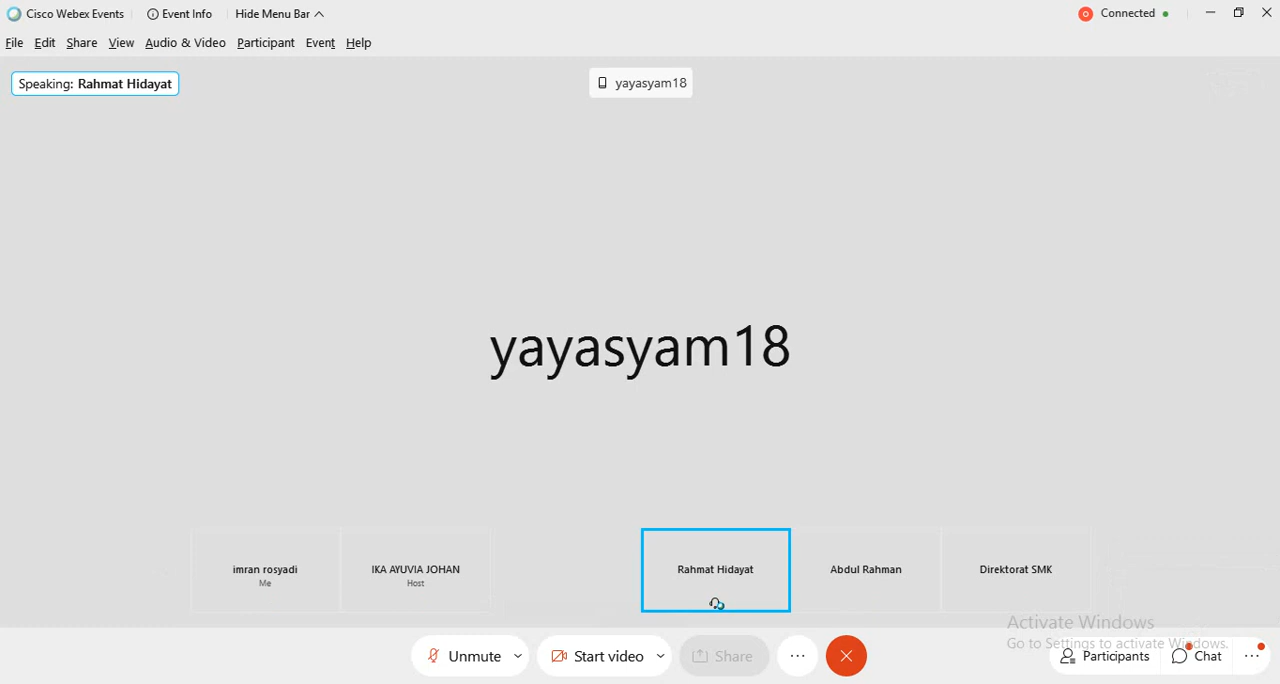 Cisco Webex Events Event Info Hide Menu Bar Connected
File Edit Share View Audio & Video Participant Event Help
Speaking: Rahmat Hidayat
yayasyam18
yayasyam18
imran rosyadi
Me
IKA AYUVIA JOHAN
Host
Rahmat Hidayat
Abdul Rahman
Direktorat SMK
Activate Windows
Go to Settings to activate Windows.
Unmute Start video Share Participants Chat